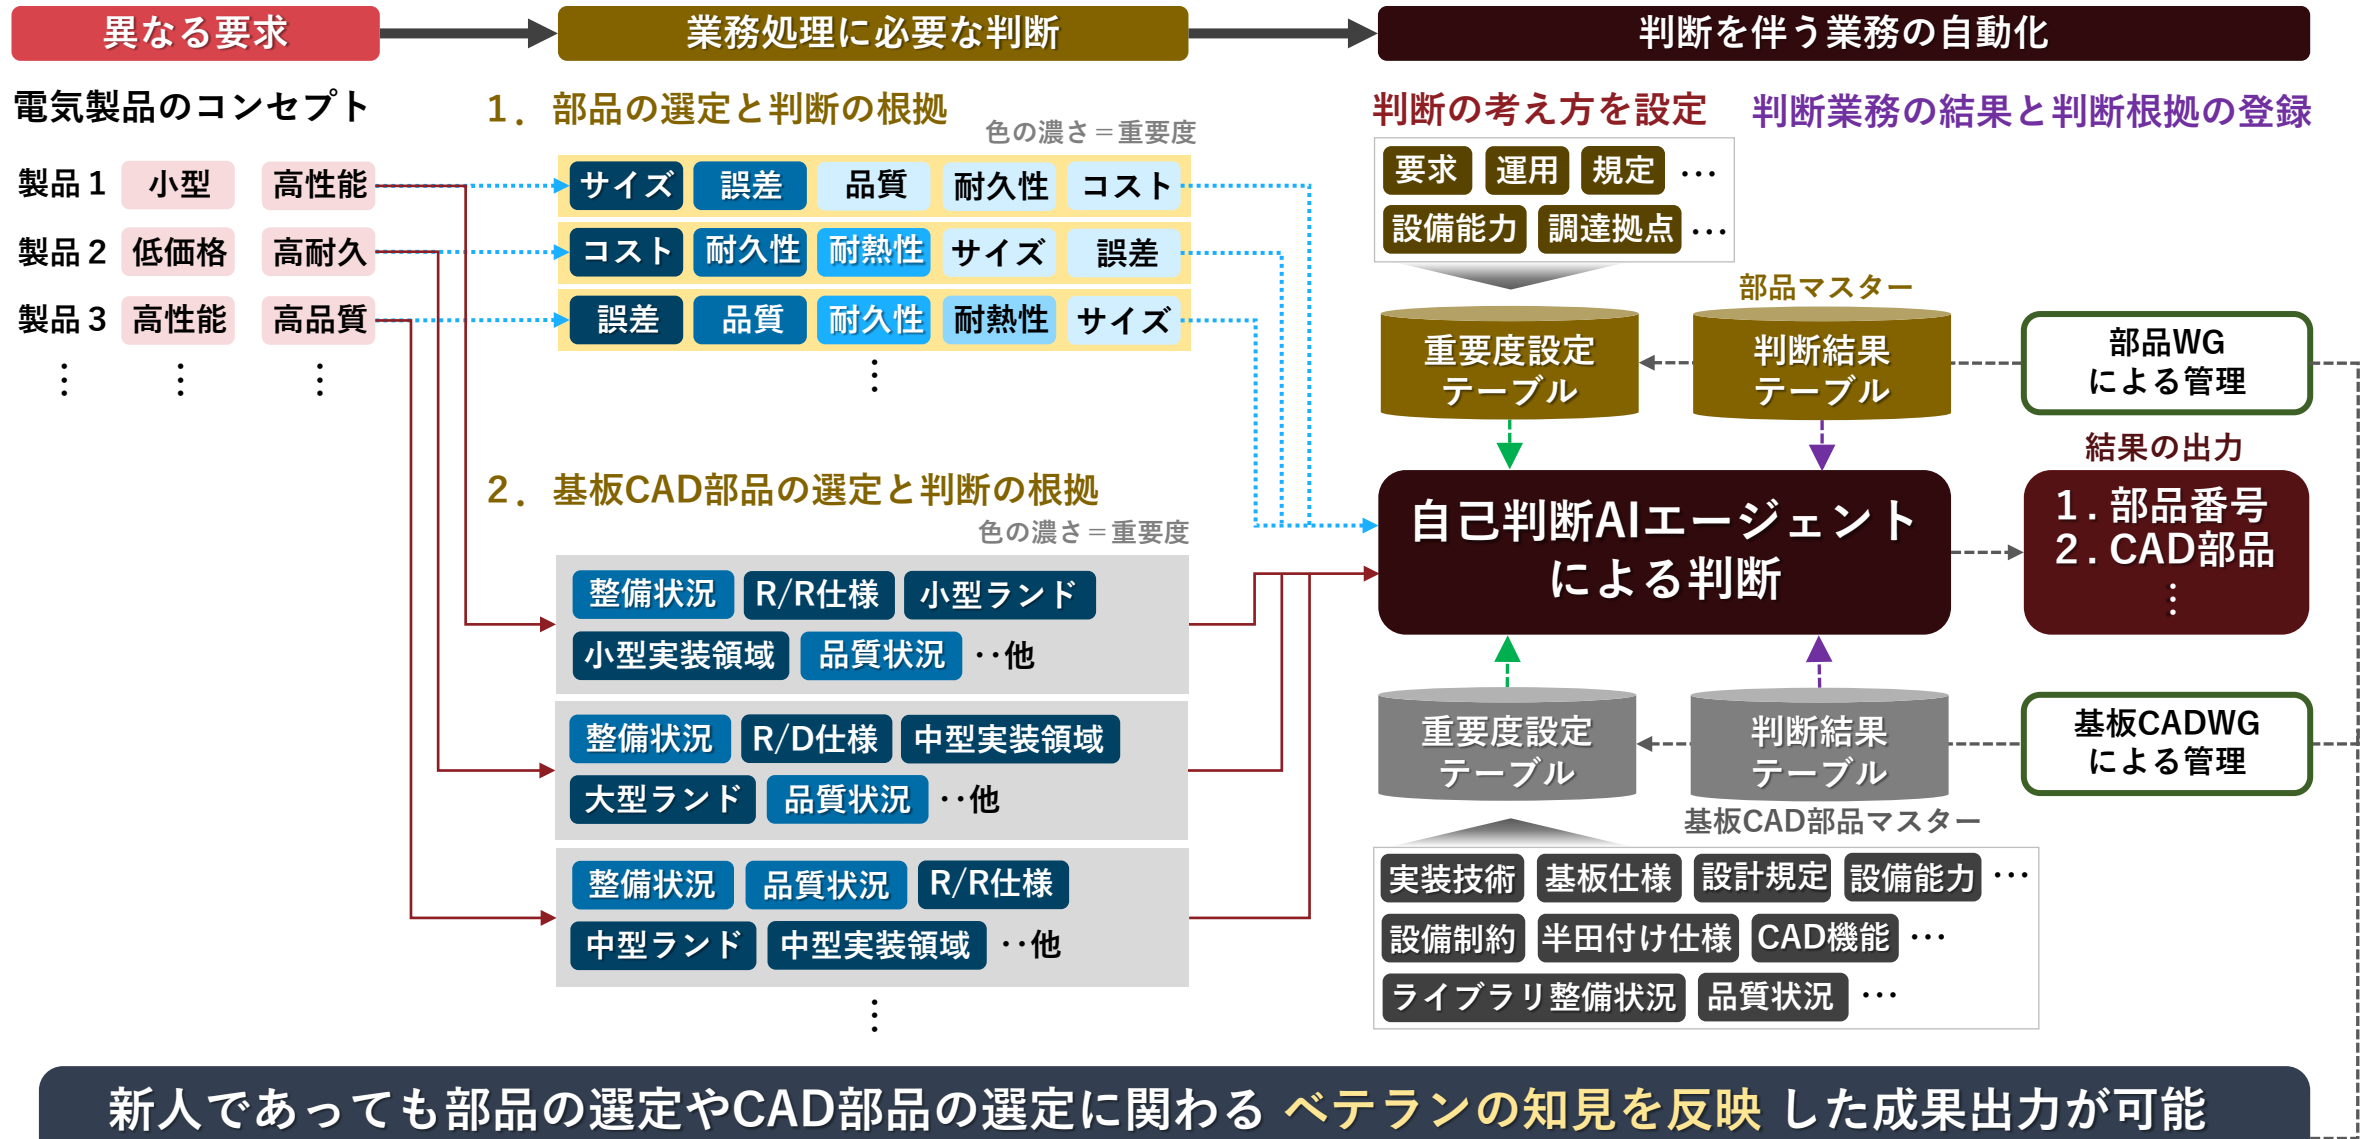 異なる要求
業務処理に必要な判断
判断を伴う業務の自動化
電気製品のコンセプト
製品1 小型 高性能
製品2 低価格 高耐久
製品3 高性能 高品質
⋮ ⋮ ⋮
1．部品の選定と判断の根拠
色の濃さ＝重要度
サイズ 誤差 品質 耐久性 コスト
コスト 耐久性 耐熱性 サイズ 誤差
誤差 品質 耐久性 耐熱性 サイズ
⋮
2．基板CAD部品の選定と判断の根拠
色の濃さ＝重要度
整備状況 R/R仕様 小型ランド
小型実装領域 品質状況 ‥他
整備状況 R/D仕様 中型実装領域
大型ランド 品質状況 ‥他
整備状況 品質状況 R/R仕様
中型ランド 中型実装領域 ‥他
⋮
判断の考え方を設定
判断業務の結果と判断根拠の登録
要求 運用 規定 …
設備能力 調達拠点 …
部品マスター
重要度設定
テーブル
判断結果
テーブル
部品WG
による管理
自己判断AIエージェント
による判断
結果の出力
1．部品番号
2．CAD部品
⋮
重要度設定
テーブル
判断結果
テーブル
基板CADWG
による管理
基板CAD部品マスター
実装技術 基板仕様 設計規定 設備能力 …
設備制約 半田付け仕様 CAD機能 …
ライブラリ整備状況 品質状況 …
新人であっても部品の選定やCAD部品の選定に関わる ベテランの知見を反映 した成果出力が可能